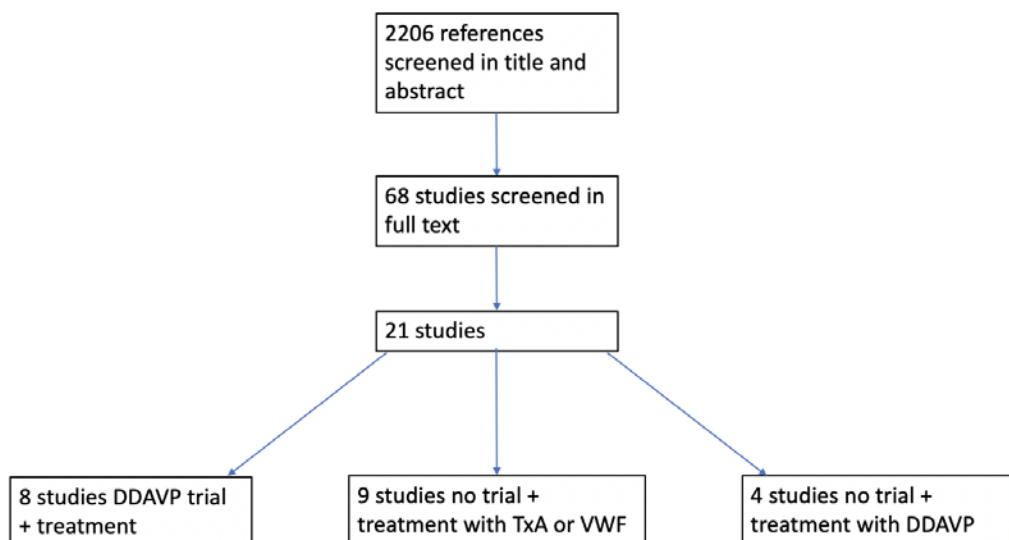 2206 references
screened in title and
abstract
68 studies screened in
full text
21 studies
8 studies DDAVP trial
+ treatment
9 studies no trial +
treatment with TxA or VWF
4 studies no trial +
treatment with DDAVP